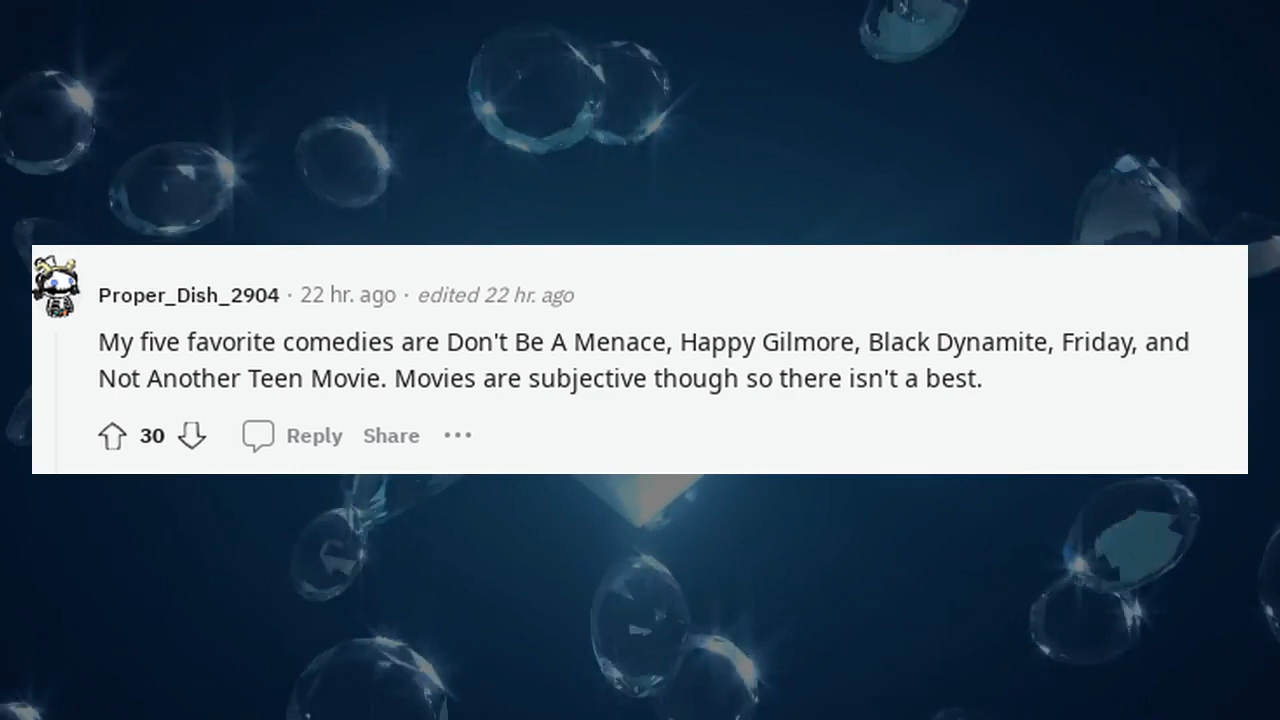 Proper_Dish_2904 · 22 hr. ago · edited 22 hr. ago
My five favorite comedies are Don't Be A Menace, Happy Gilmore, Black Dynamite, Friday, and
Not Another Teen Movie. Movies are subjective though so there isn't a best.
30 Reply Share ···